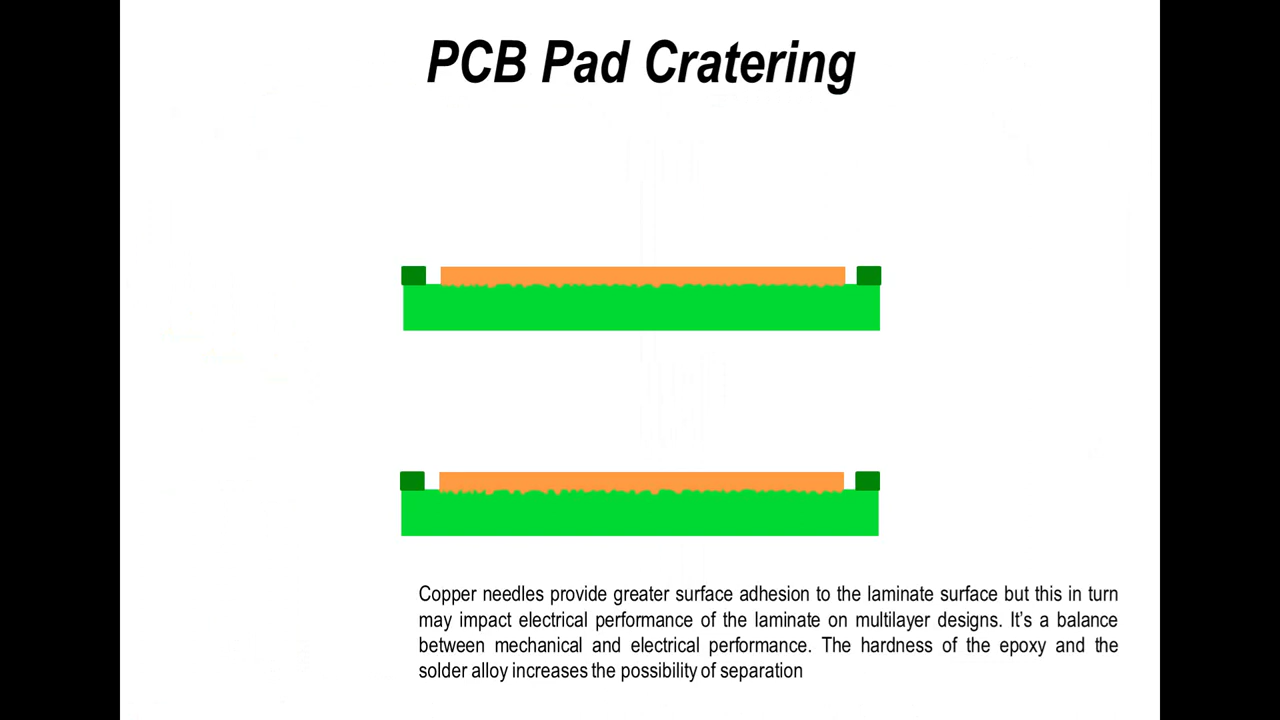 PCB Pad Cratering
Copper needles provide greater surface adhesion to the laminate surface but this in turn
may impact electrical performance of the laminate on multilayer designs. It’s a balance
between mechanical and electrical performance. The hardness of the epoxy and the
solder alloy increases the possibility of separation